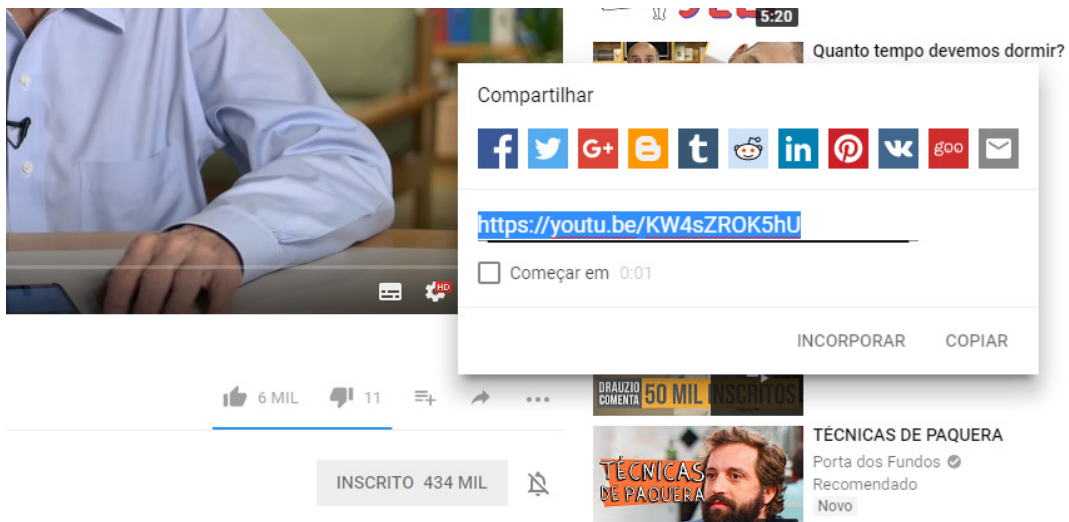 5:20
Quanto tempo devemos dormir?
Compartilhar
f G+ B t in P goo
https://youtu.be/KW4sZROK5hU
Começar em 0:01
HD
INCORPORAR COPIAR
6 MIL 11
DRAUZIO
COMENTA 50 MIL INSCRITOS
INSCRITO 434 MIL
TÉCNICAS
DE PAQUERA
TÉCNICAS DE PAQUERA
Porta dos Fundos
Recomendado
Novo